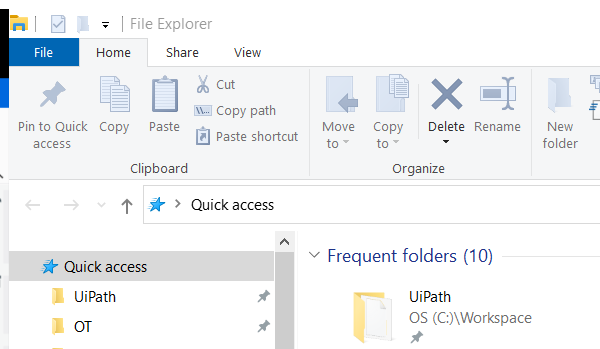 File Explorer
File Home Share View
Pin to Quick access
Copy
Paste
Cut
Copy path
Paste shortcut
Clipboard
Move to
Copy to
Delete
Rename
Organize
New folder
Quick access
Quick access
UiPath
OT
Frequent folders (10)
UiPath
OS (C:)\Workspace